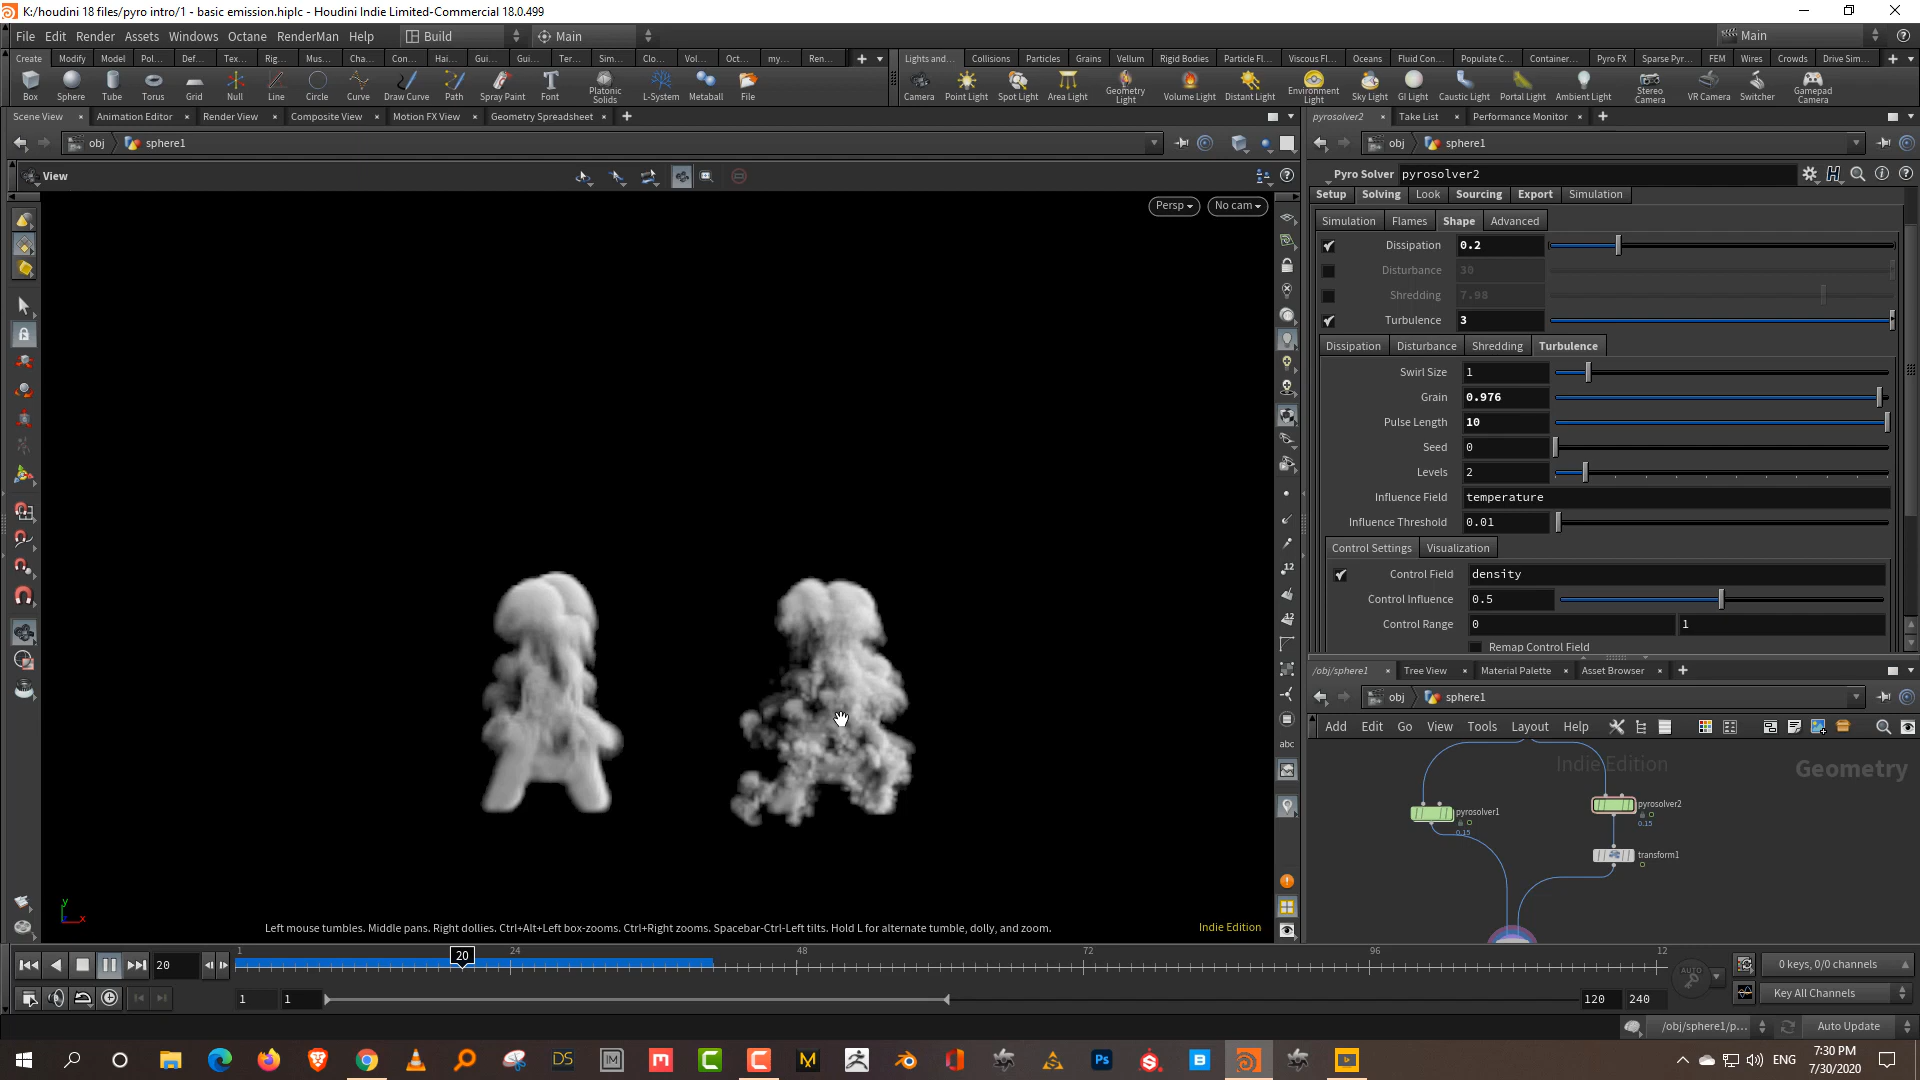 K:/houdini 18 files/pyro intro/1 - basic emission.hiplc - Houdini Indie Limited-Commercial 18.0.499
File Edit Render Assets Windows Octane RenderMan Help Build Main Main
Create Modify Model Pol... Def... Tex... Rig... Mus... Cha... Con... Hai... Gui... Gui... Ter... Sim... Clo... Vol... Oct... my... Ren... Lights and... Collisions Particles Grains Vellum Rigid Bodies Particle Fl... Viscous Fl... Oceans Fluid Con... Populate C... Container... Pyro FX Sparse Pyr... FEM Wires Crowds Drive Sim...
Box Sphere Tube Torus Grid Null Line Circle Curve Draw Curve Path Spray Paint Font Platonic Solids L-System Metaball File Camera Point Light Spot Light Area Light Geometry Light Volume Light Distant Light Environment Light Sky Light GI Light Caustic Light Portal Light Ambient Light Stereo Camera VR Camera Switcher Gamepad Camera
Scene View Animation Editor Render View Composite View Motion FX View Geometry Spreadsheet
pyrosolver2 Take List Performance Monitor
obj sphere1
obj sphere1
View
Pyro Solver pyrosolver2
Setup Solving Look Sourcing Export Simulation
Persp No cam
Simulation Flames Shape Advanced
Dissipation 0.2
Disturbance 30
Shredding 7.98
Turbulence 3
Dissipation Disturbance Shredding Turbulence
Swirl Size 1
Grain 0.976
Pulse Length 10
Seed 0
Levels 2
Influence Field temperature
Influence Threshold 0.01
Control Settings Visualization
Control Field density
Control Influence 0.5
Control Range 0 1
Remap Control Field
12
12
abc
/obj/sphere1 Tree View Material Palette Asset Browser
obj sphere1
Add Edit Go View Tools Layout Help
Indie Edition Geometry
pyrosolver1
0.15
pyrosolver2
0.15
transform1
y
x
Left mouse tumbles. Middle pans. Right dollies. Ctrl+Alt+Left box-zooms. Ctrl+Right zooms. Spacebar-Ctrl-Left tilts. Hold L for alternate tumble, dolly, and zoom.
Indie Edition
20
1 20 24 48 72 96 12
AUTO
0 keys, 0/0 channels
1 1 120 240
Key All Channels
/obj/sphere1/p... Auto Update
DS IM ENG
7:30 PM
7/30/2020